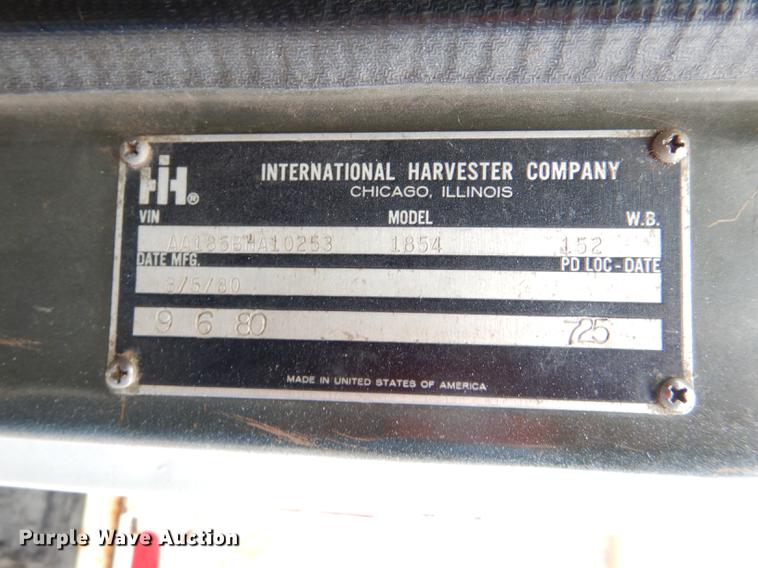 IH®
INTERNATIONAL HARVESTER COMPANY
CHICAGO, ILLINOIS
VIN MODEL W.B.
1854 152
DATE MFG. PD LOC-DATE
9 6 80 725
MADE IN UNITED STATES OF AMERICA
Purple Wave Auction